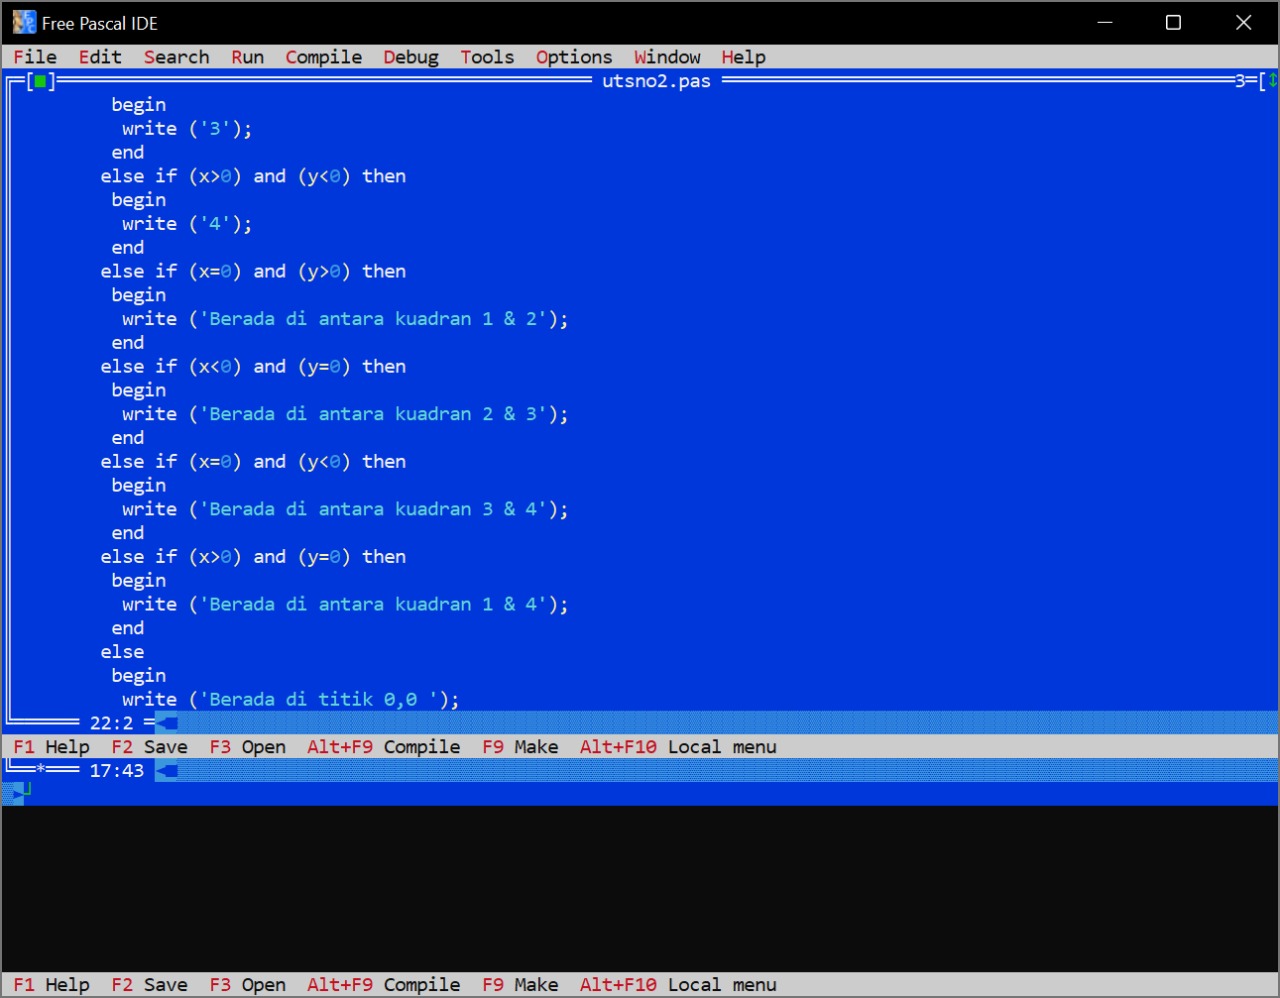 Free Pascal IDE
File Edit Search Run Compile Debug Tools Options Window Help
[■] utsno2.pas 3=[↕
begin
write ('3');
end
else if (x>0) and (y<0) then
begin
write ('4');
end
else if (x=0) and (y>0) then
begin
write ('Berada di antara kuadran 1 & 2');
end
else if (x<0) and (y=0) then
begin
write ('Berada di antara kuadran 2 & 3');
end
else if (x=0) and (y<0) then
begin
write ('Berada di antara kuadran 3 & 4');
end
else if (x>0) and (y=0) then
begin
write ('Berada di antara kuadran 1 & 4');
end
else
begin
write ('Berada di titik 0,0 ');
22:2
F1 Help F2 Save F3 Open Alt+F9 Compile F9 Make Alt+F10 Local menu
* 17:43
F1 Help F2 Save F3 Open Alt+F9 Compile F9 Make Alt+F10 Local menu